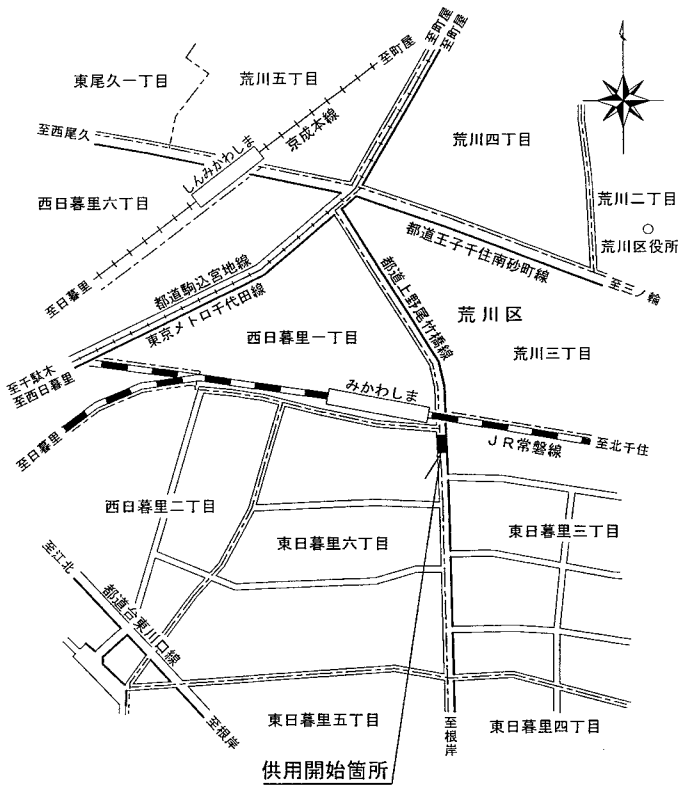 至町屋
至町屋
至町屋
東尾久一丁目
荒川五丁目
京成本線
至西尾久
しんみかわしま
荒川四丁目
荒川二丁目
荒川区役所
西日暮里六丁目
都道王子千住南砂町線
至三ノ輪
至日暮里
都道駒込宮地線
東京メトロ千代田線
都道上野尾竹橋線
荒川区
西日暮里一丁目
荒川三丁目
至千駄木
至西日暮里
みかわしま
至日暮里
JR常磐線
至北千住
西日暮里二丁目
東日暮里六丁目
東日暮里三丁目
至江北
都道台東川口線
至根岸
東日暮里五丁目
至根岸
東日暮里四丁目
供用開始箇所